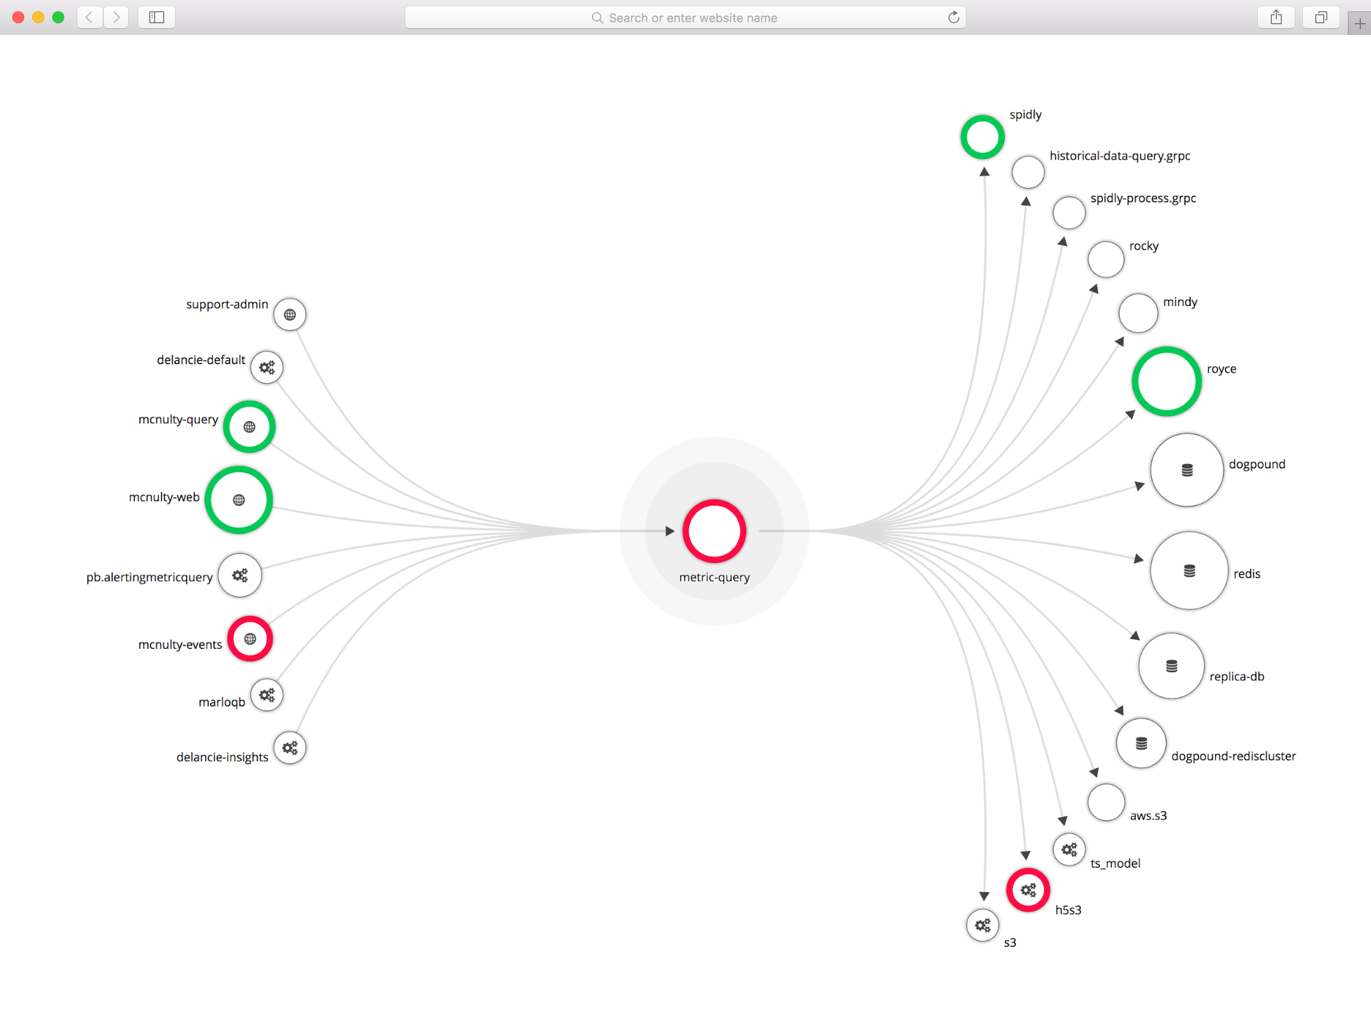 Search or enter website name
support-admin
delancie-default
mcnulty-query
mcnulty-web
pb.alertingmetricquery
mcnulty-events
marloqb
delancie-insights
metric-query
spidly
historical-data-query.grpc
spidly-process.grpc
rocky
mindy
royce
dogpound
redis
replica-db
dogpound-rediscluster
aws.s3
ts_model
h5s3
s3